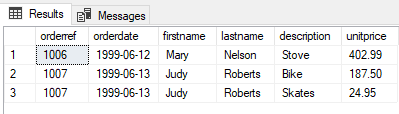 Results Messages
orderref orderdate firstname lastname description unitprice
1 1006 1999-06-12 Mary Nelson Stove 402.99
2 1007 1999-06-13 Judy Roberts Bike 187.50
3 1007 1999-06-13 Judy Roberts Skates 24.95